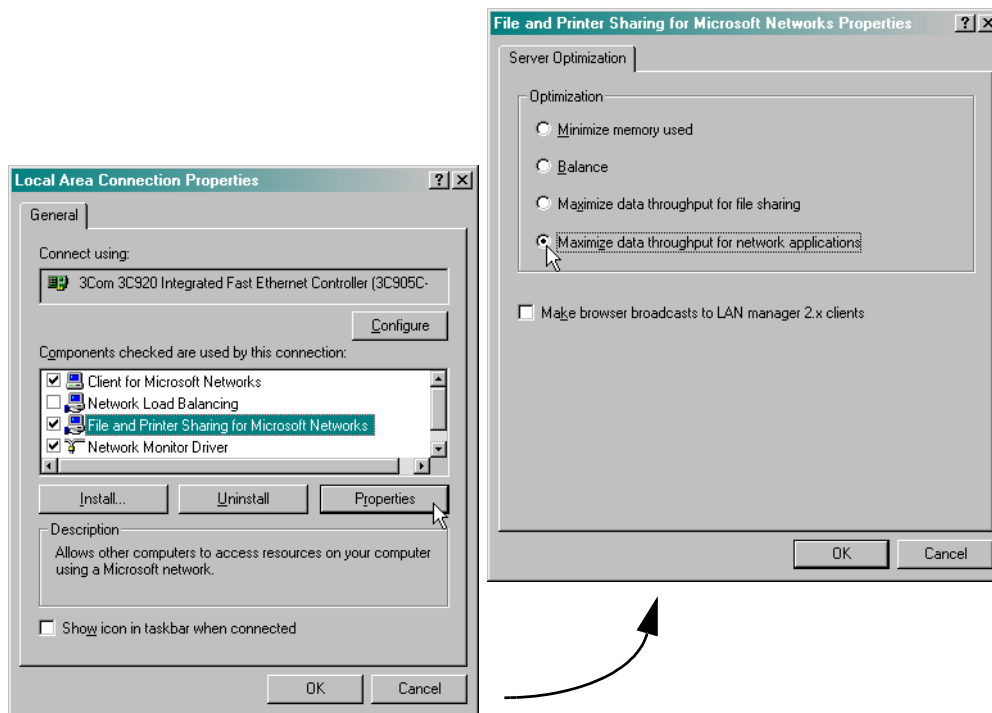 Local Area Connection Properties
General
Connect using:
3Com 3C920 Integrated Fast Ethernet Controller (3C905C-
Configure
Components checked are used by this connection:
Client for Microsoft Networks
Network Load Balancing
File and Printer Sharing for Microsoft Networks
Network Monitor Driver
Install...
Uninstall
Properties
Description
Allows other computers to access resources on your computer
using a Microsoft network.
Show icon in taskbar when connected
OK
Cancel
File and Printer Sharing for Microsoft Networks Properties
Server Optimization
Optimization
Minimize memory used
Balance
Maximize data throughput for file sharing
Maximize data throughput for network applications
Make browser broadcasts to LAN manager 2.x clients
OK
Cancel